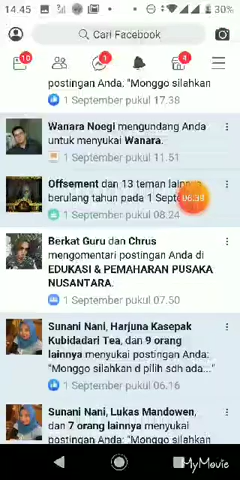 14.45
30%
Cari Facebook
10
1
4
postingan Anda: "Monggo silahkan
1 September pukul 17.38
Wanara Noegi mengundang Anda
untuk menyukai Wanara.
1 September pukul 11.51
Offsement dan 13 teman lainnya
berulang tahun pada 1 Sept
06:38
1 September pukul 08.24
Berkat Guru dan Chrus
mengomentari postingan Anda di
EDUKASI & PEMAHARAN PUSAKA
NUSANTARA.
1 September pukul 07.50
Sunani Nani, Harjuna Kasepak
Kubidadari Tea, dan 9 orang
lainnya menyukai postingan Anda:
"Monggo silahkan d pilih sdh ada..."
1 September pukul 06.16
Sunani Nani, Lukas Mandowen,
dan 7 orang lainnya menyukai
postingan Anda: "Monggo silahkan
MyMovie